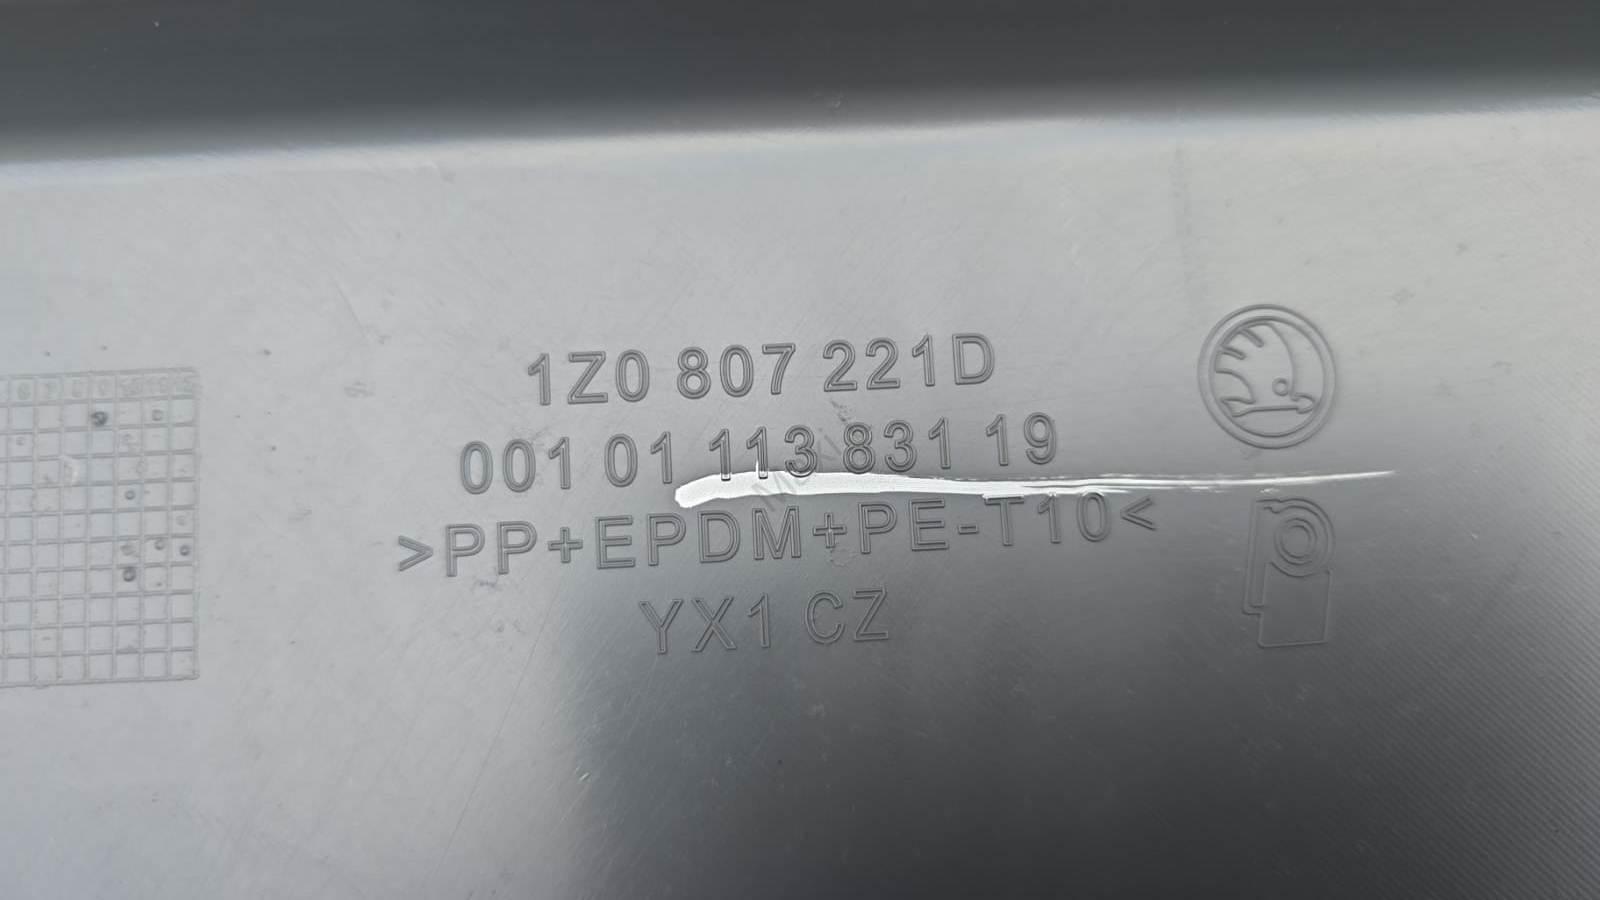 1Z0 807 221D
001 01 113 831 19
>PP+EPDM+PE-T10<
YX1 CZ